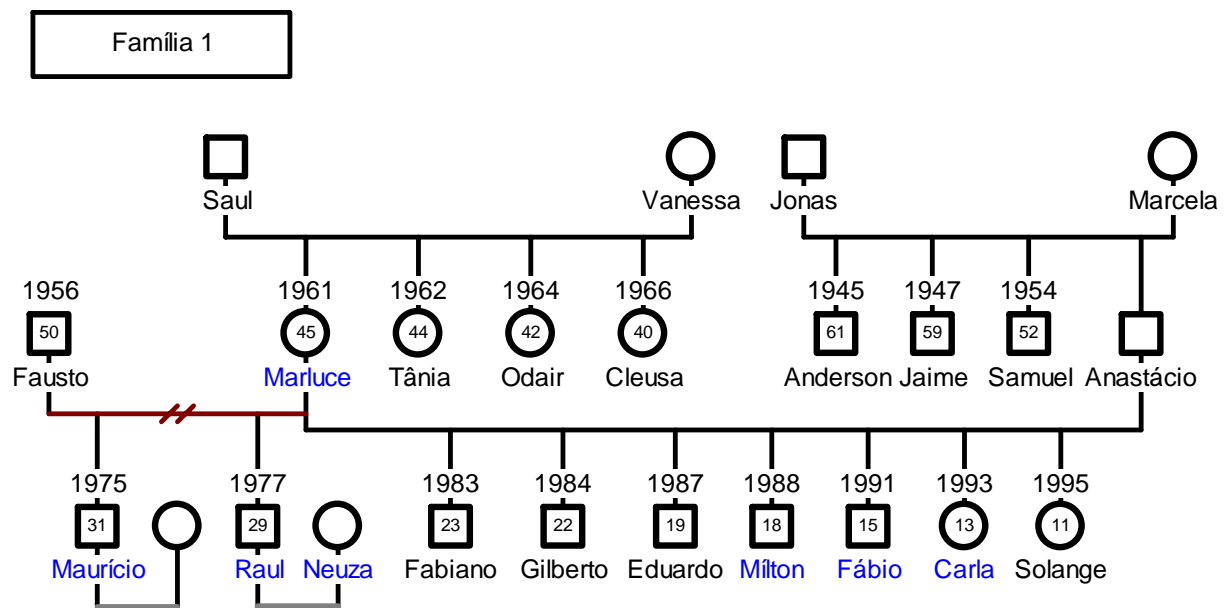 Família 1
Saul Vanessa Jonas Marcela
1956 1961 1962 1964 1966 1945 1947 1954
50 45 44 42 40 61 59 52
Fausto Marluce Tânia Odair Cleusa Anderson Jaime Samuel Anastácio
1975 1977 1983 1984 1987 1988 1991 1993 1995
31 29 23 22 19 18 15 13 11
Maurício Raul Neuza Fabiano Gilberto Eduardo Mílton Fábio Carla Solange